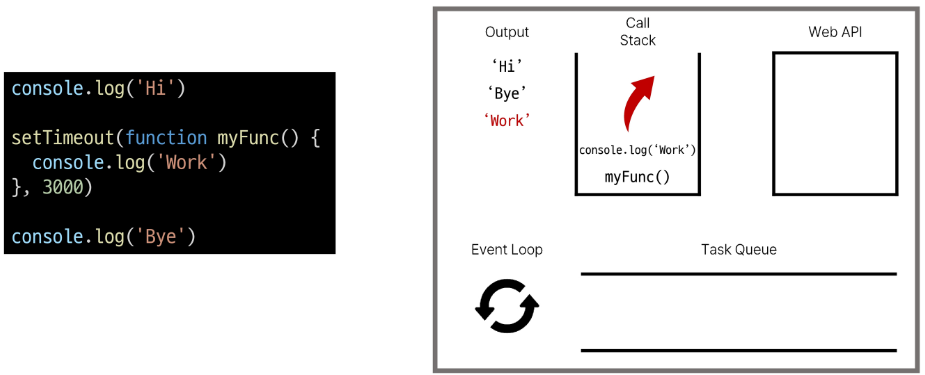 console.log('Hi')
setTimeout(function myFunc() {
  console.log('Work')
}, 3000)
console.log('Bye')
Output
‘Hi’
‘Bye’
‘Work’
Call
Stack
console.log(‘Work’)
myFunc()
Web API
Event Loop
Task Queue